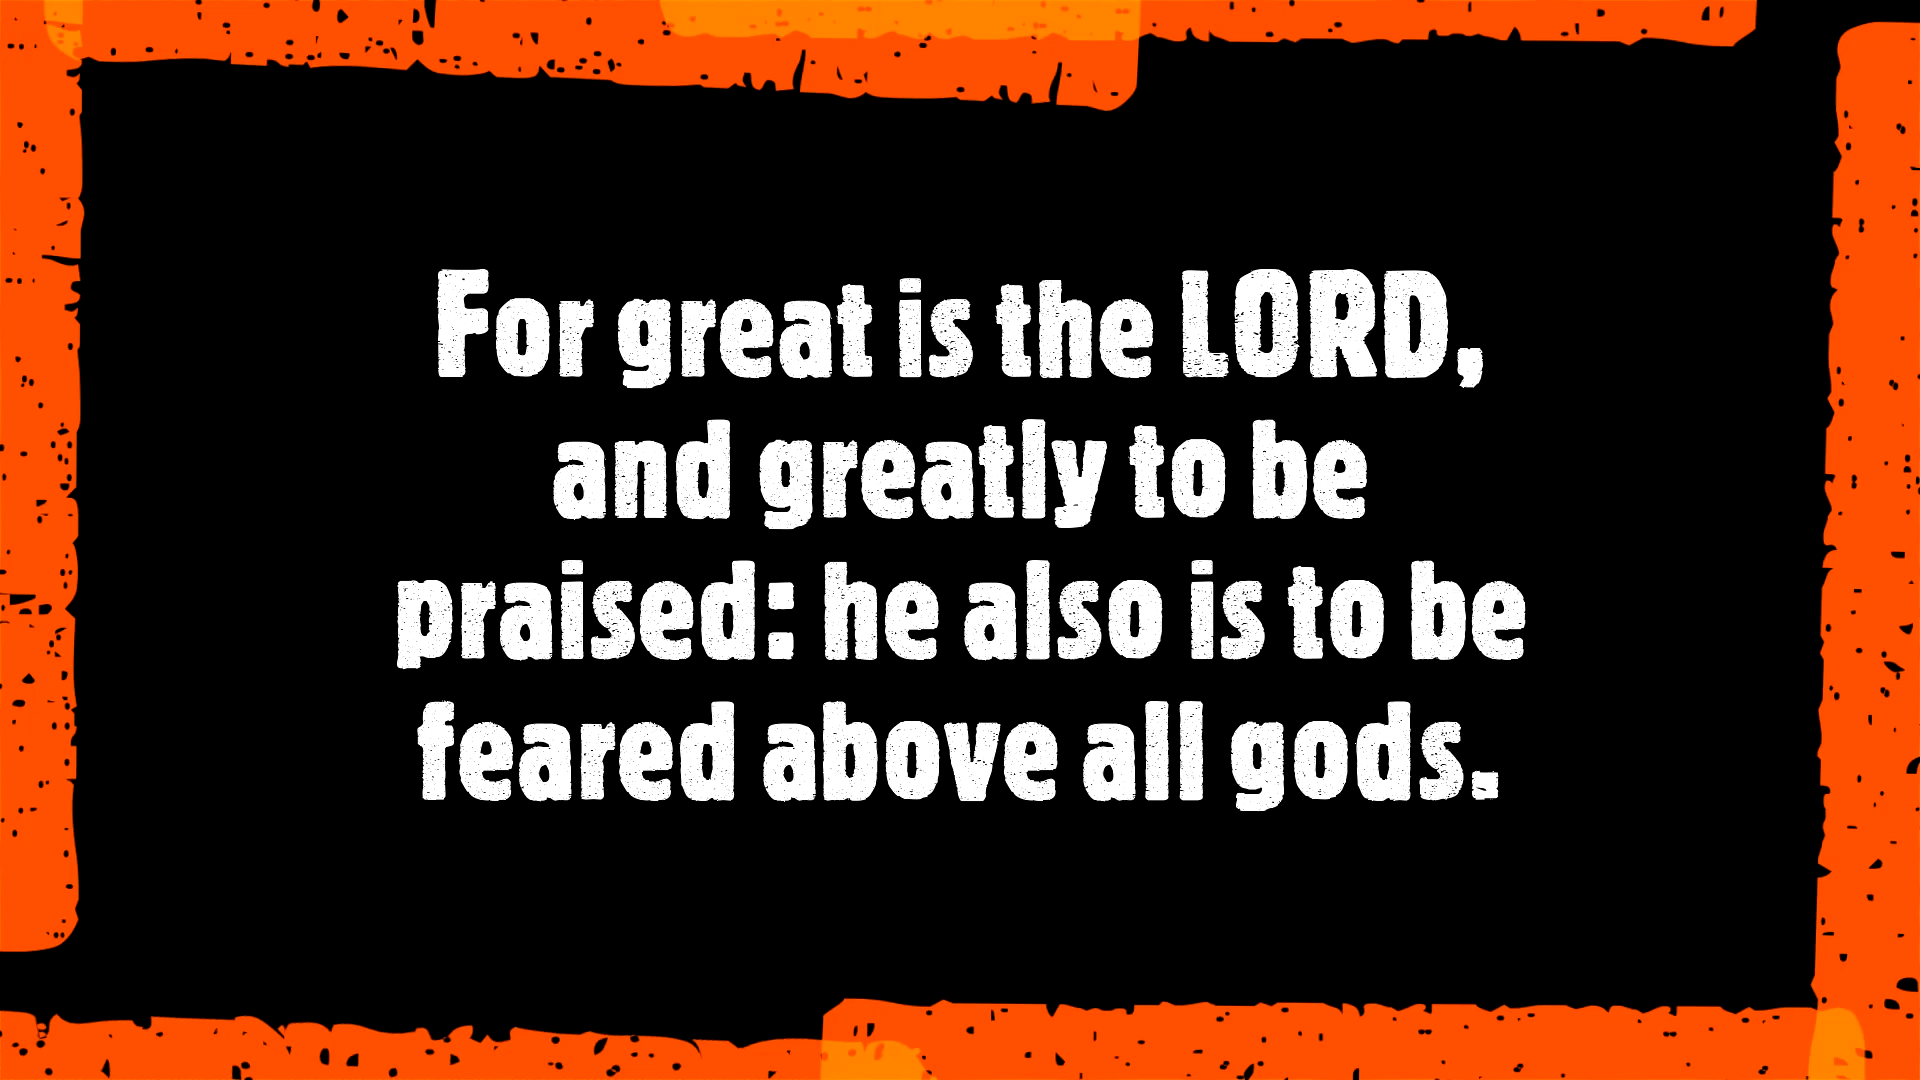 For great is the LORD,
and greatly to be
praised: he also is to be
feared above all gods.